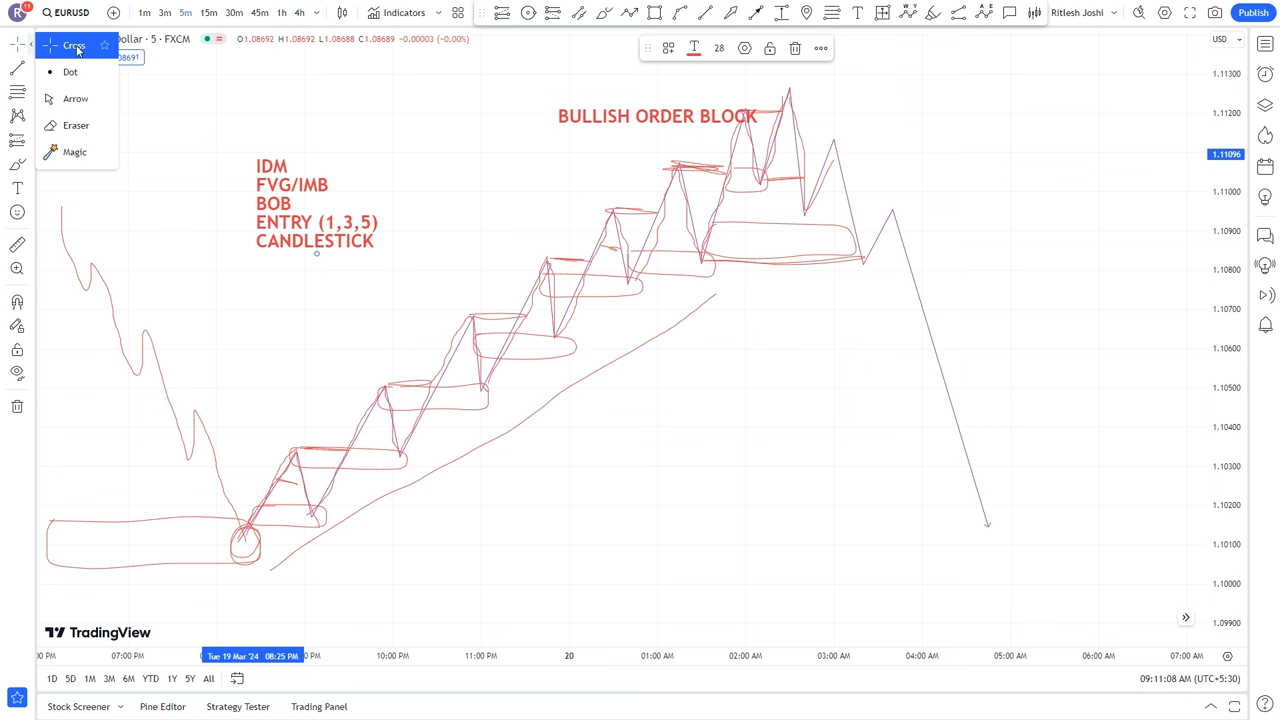 R 11 EURUSD 1m 3m 5m 15m 30m 45m 1h 4h Indicators Ritlesh Joshi Publish
Cross
Dollar · 5 · FXCM O1.08692 H1.08692 L1.08688 C1.08689 -0.00003 (-0.00%)
USD
28
Dot
Arrow
Eraser
Magic
BULLISH ORDER BLOCK
IDM
FVG/IMB
BOB
ENTRY (1,3,5)
CANDLESTICK
1.11300
1.11200
1.11096
1.11000
1.10900
1.10800
1.10700
1.10600
1.10500
1.10400
1.10300
1.10200
1.10100
1.10000
1.09900
TradingView
07:00 PM Tue 19 Mar '24 08:25 PM 10:00 PM 11:00 PM 20 01:00 AM 02:00 AM 03:00 AM 04:00 AM 05:00 AM 06:00 AM 07:00 AM
1D 5D 1M 3M 6M YTD 1Y 5Y All 09:11:08 AM (UTC+5:30)
Stock Screener Pine Editor Strategy Tester Trading Panel